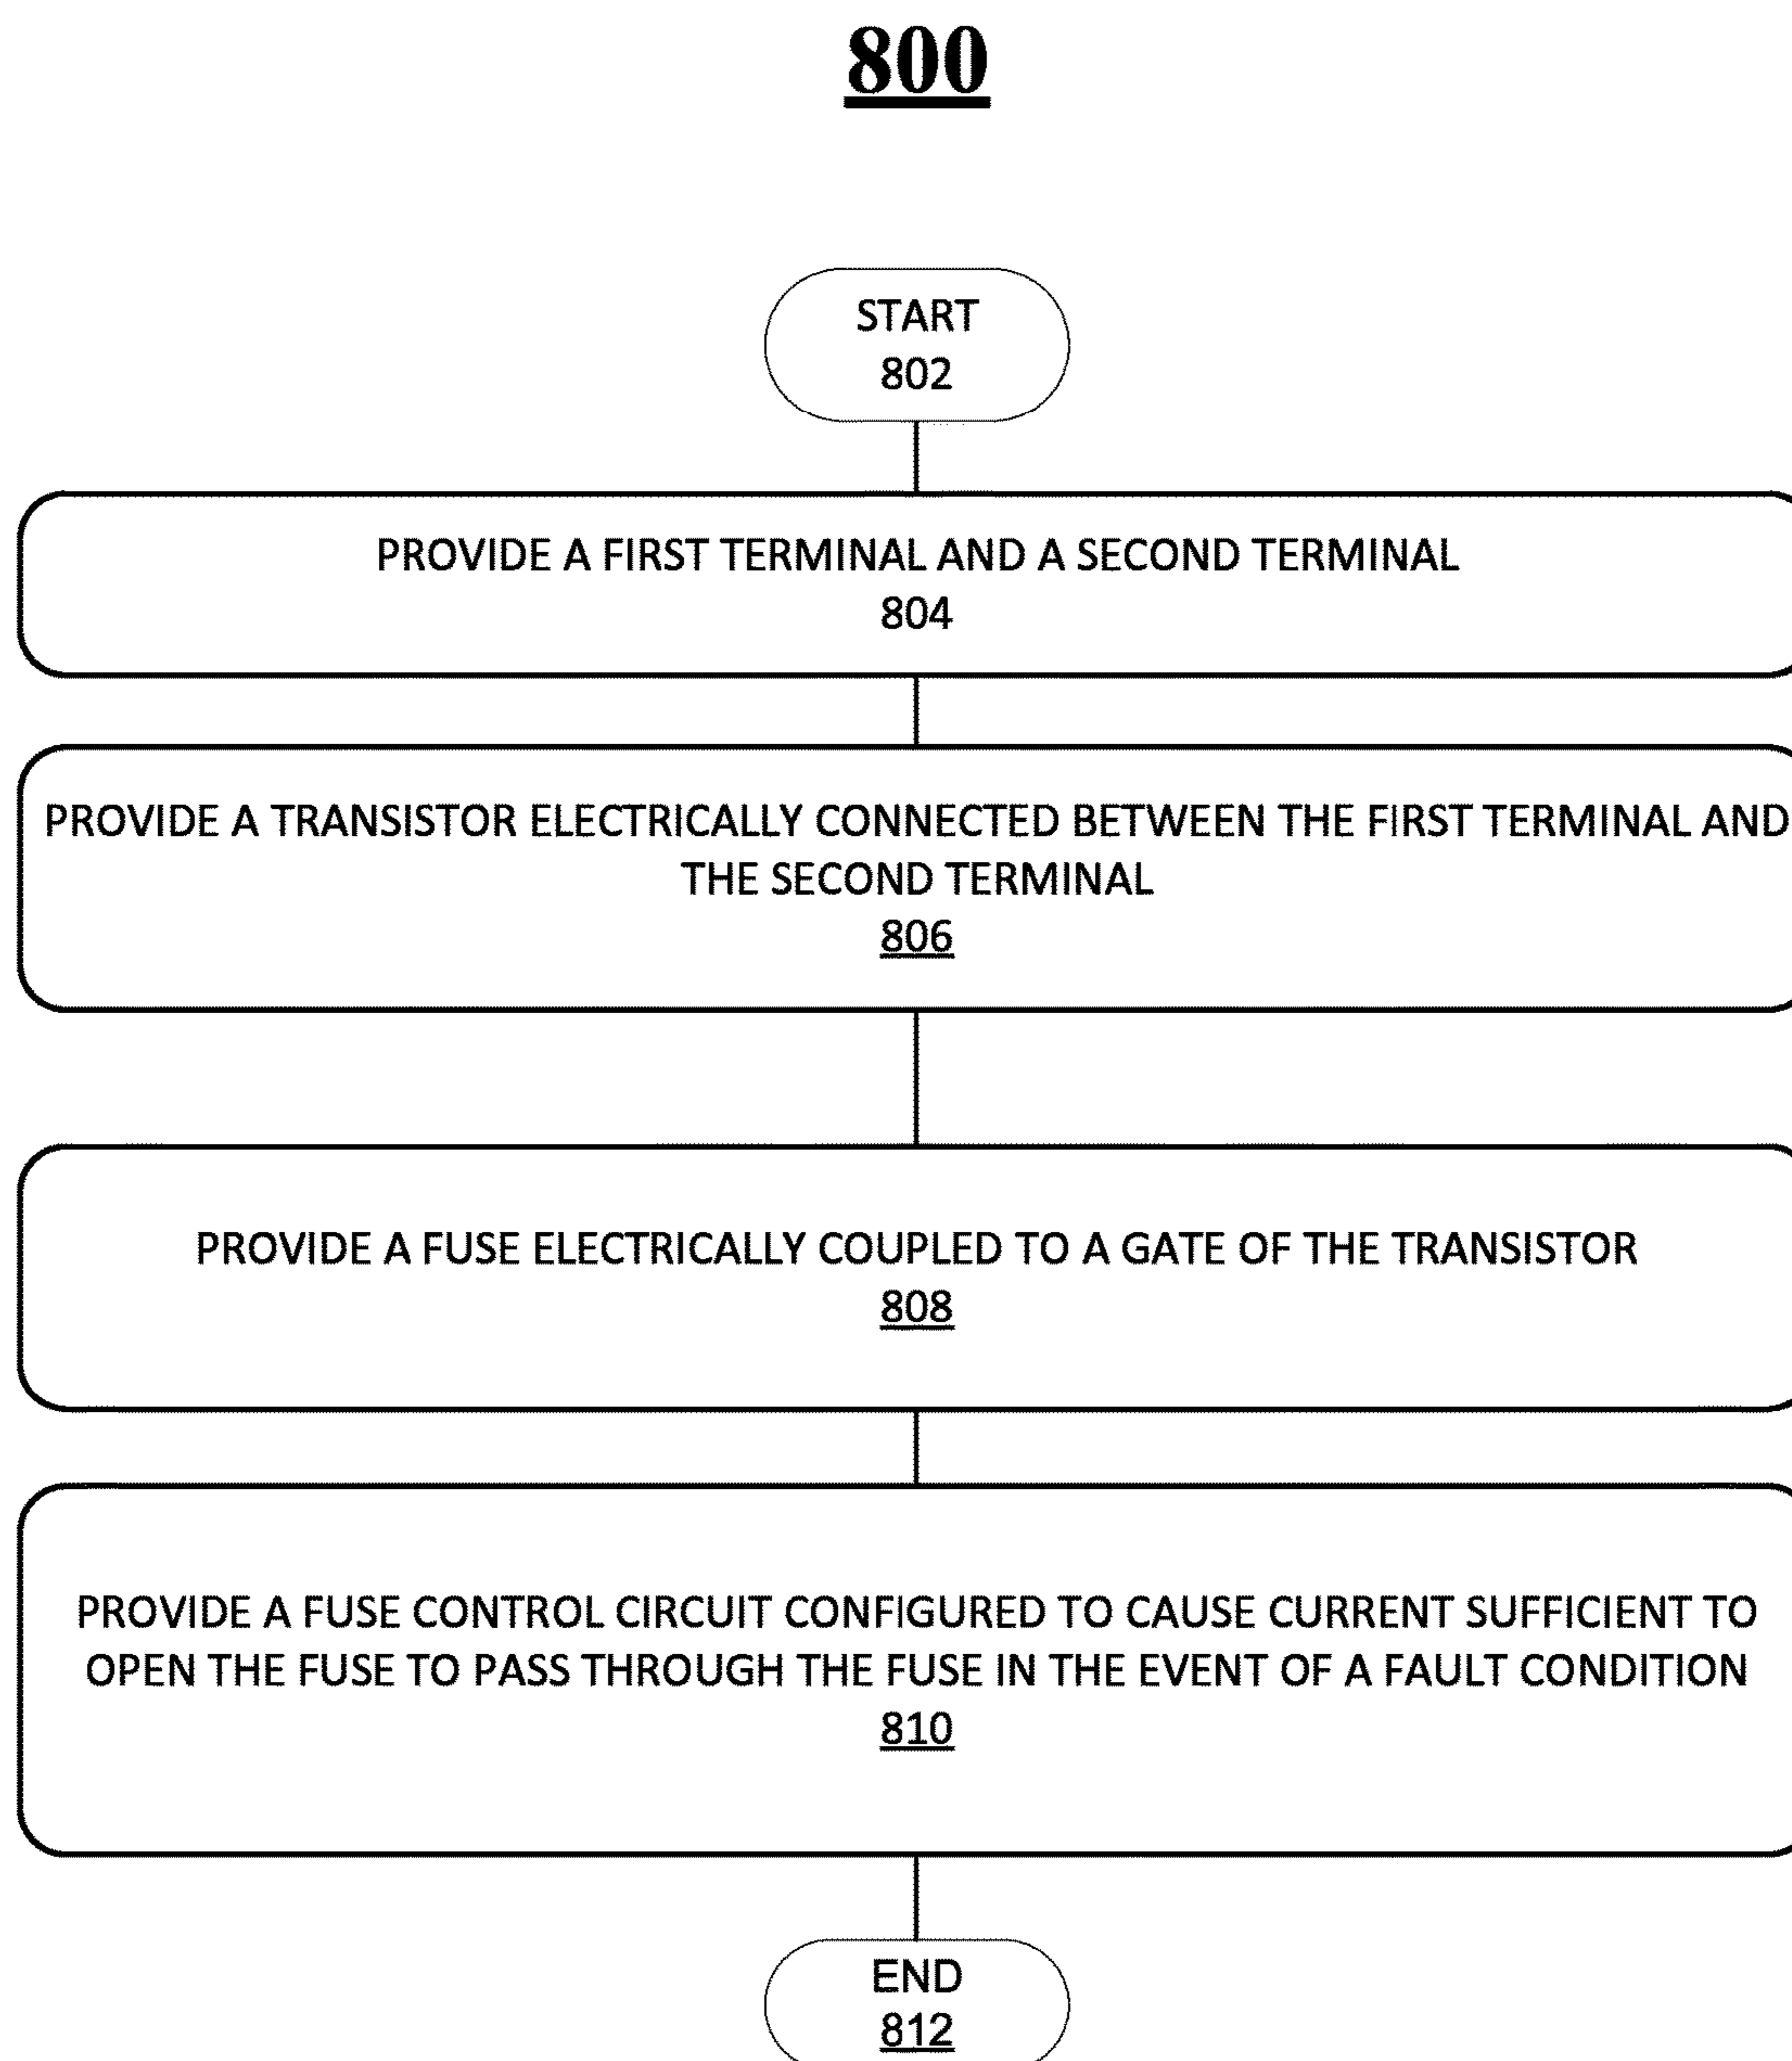 800
START
802
PROVIDE A FIRST TERMINAL AND A SECOND TERMINAL
804
PROVIDE A TRANSISTOR ELECTRICALLY CONNECTED BETWEEN THE FIRST TERMINAL AND
THE SECOND TERMINAL
806
PROVIDE A FUSE ELECTRICALLY COUPLED TO A GATE OF THE TRANSISTOR
808
PROVIDE A FUSE CONTROL CIRCUIT CONFIGURED TO CAUSE CURRENT SUFFICIENT TO
OPEN THE FUSE TO PASS THROUGH THE FUSE IN THE EVENT OF A FAULT CONDITION
810
END
812